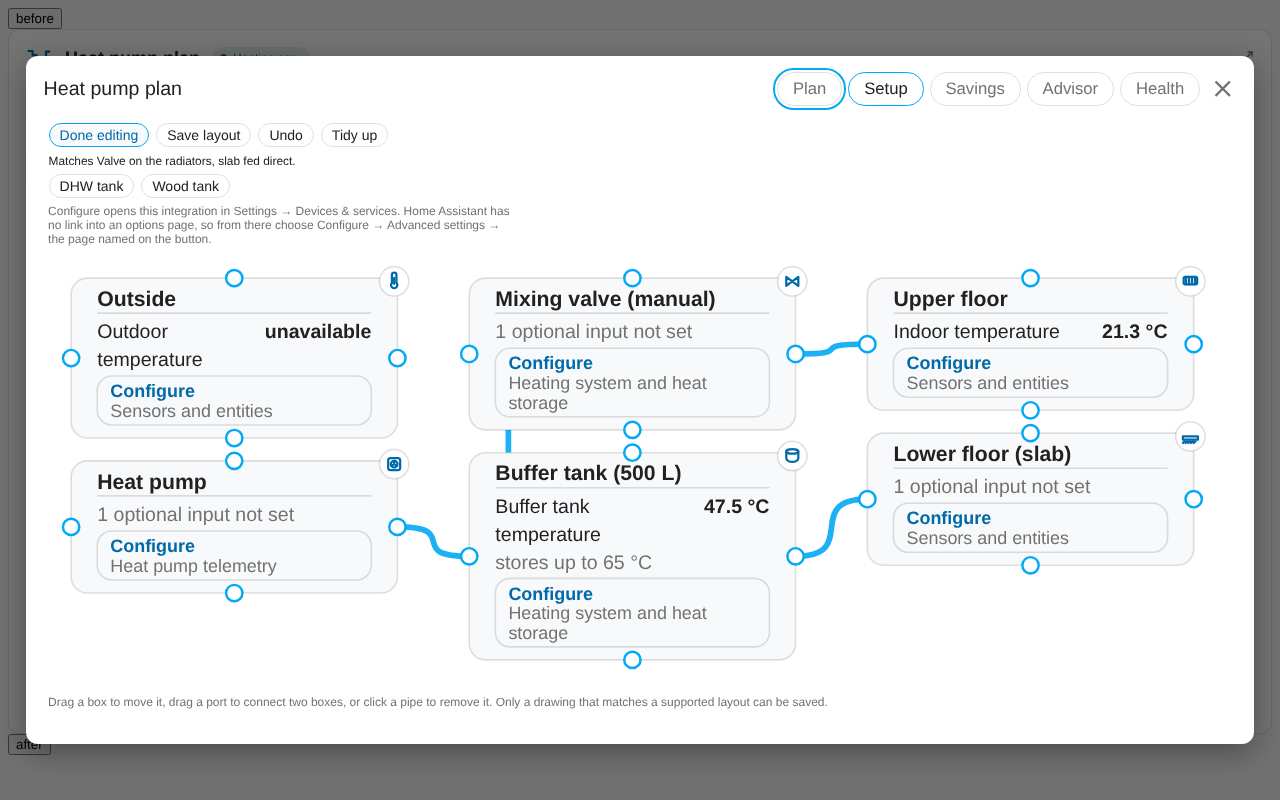 before
Heat pump plan
Plan
Setup
Savings
Advisor
Health
Done editing
Save layout
Undo
Tidy up
Matches Valve on the radiators, slab fed direct.
DHW tank
Wood tank
Configure opens this integration in Settings → Devices & services. Home Assistant has
no link into an options page, so from there choose Configure → Advanced settings →
the page named on the button.
Outside
Outdoor temperature
unavailable
Configure
Sensors and entities
Heat pump
1 optional input not set
Configure
Heat pump telemetry
Mixing valve (manual)
1 optional input not set
Configure
Heating system and heat
storage
Buffer tank (500 L)
Buffer tank temperature
47.5 °C
stores up to 65 °C
Configure
Heating system and heat
storage
Upper floor
Indoor temperature 21.3 °C
Configure
Sensors and entities
Lower floor (slab)
1 optional input not set
Configure
Sensors and entities
Drag a box to move it, drag a port to connect two boxes, or click a pipe to remove it. Only a drawing that matches a supported layout can be saved.
after